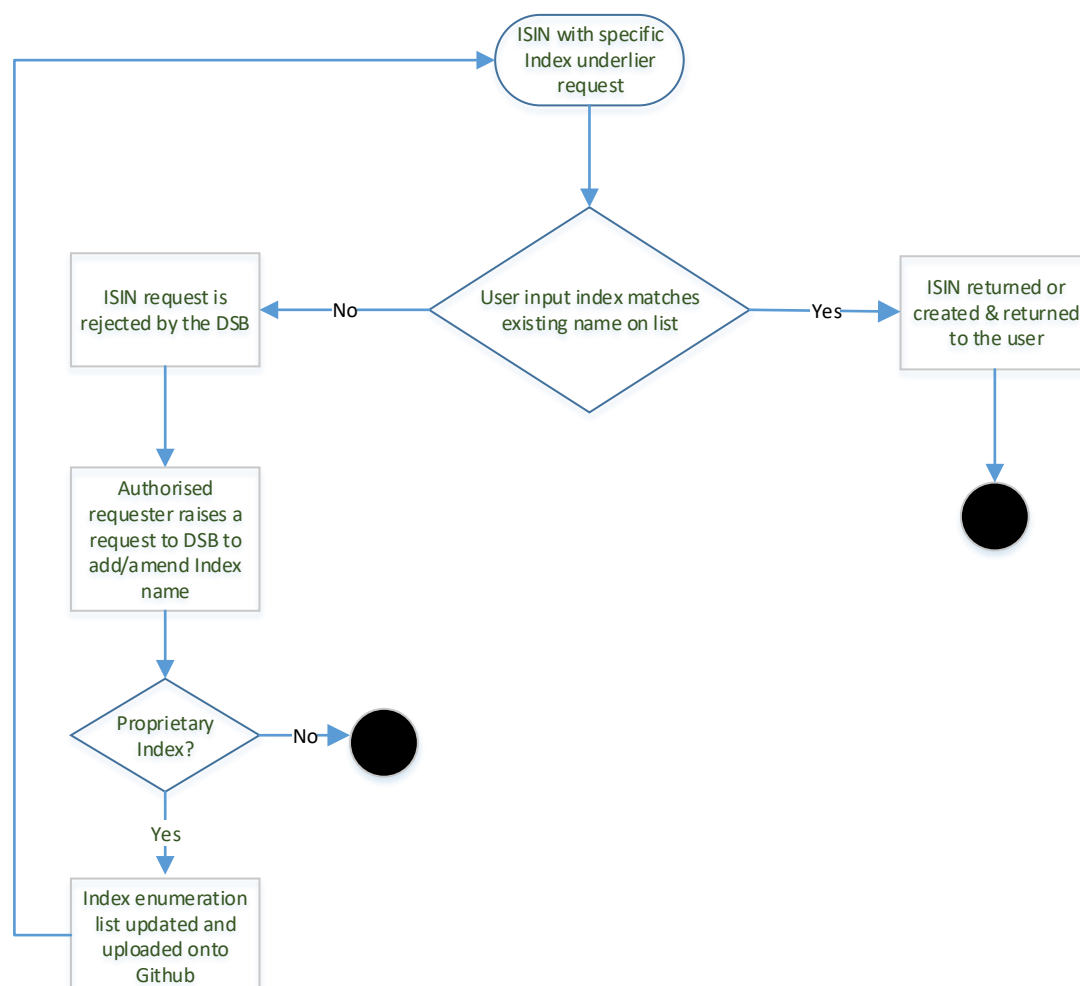 ISIN with specific
Index underlier
request
User input index matches
existing name on list
No
Yes
ISIN request is
rejected by the DSB
ISIN returned or
created & returned
to the user
Authorised
requester raises a
request to DSB to
add/amend Index
name
Proprietary
Index?
No
Yes
Index enumeration
list updated and
uploaded onto
Github